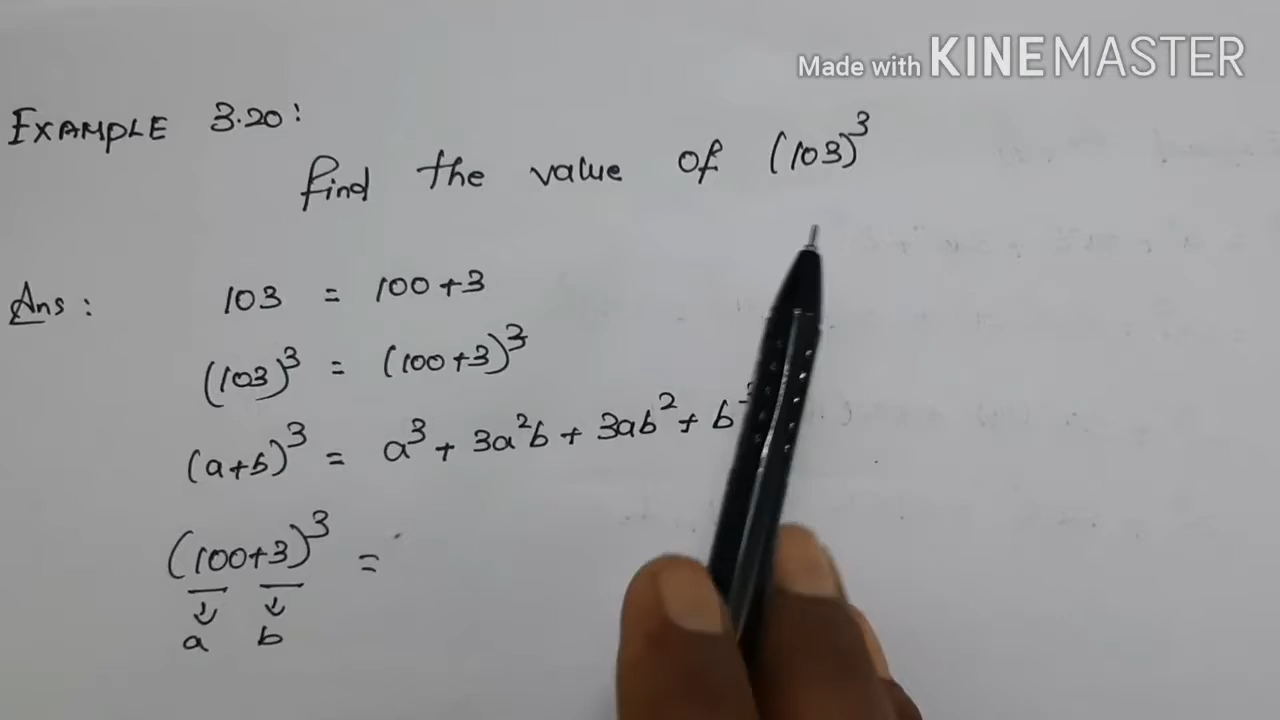 Made with KINEMASTER
EXAMPLE 3.20:
find the value of (103)³
Ans : 103 = 100+3
(103)³ = (100+3)³
(a+b)³ = a³ + 3a²b + 3ab² + b
(100+3)³ =
a b